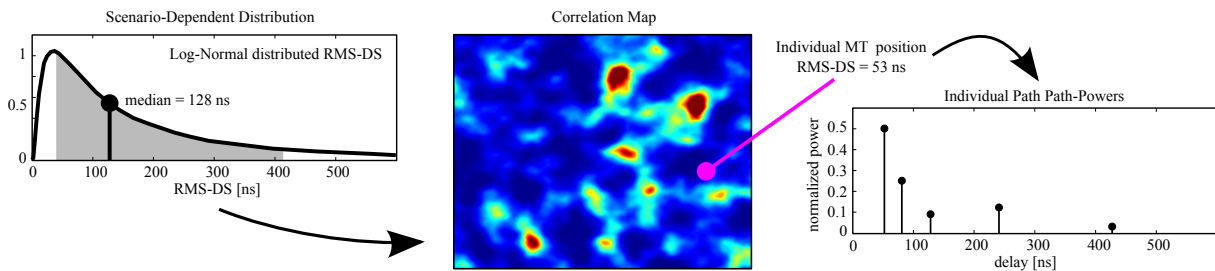 Scenario-Dependent Distribution
Log-Normal distributed RMS-DS
1
0.5
0
median = 128 ns
0 100 200 300 400 500
RMS-DS [ns]
Correlation Map
Individual MT position
RMS-DS = 53 ns
Individual Path Path-Powers
normalized power
0.5
0.4
0.3
0.2
0.1
0
0 100 200 300 400 500
delay [ns]